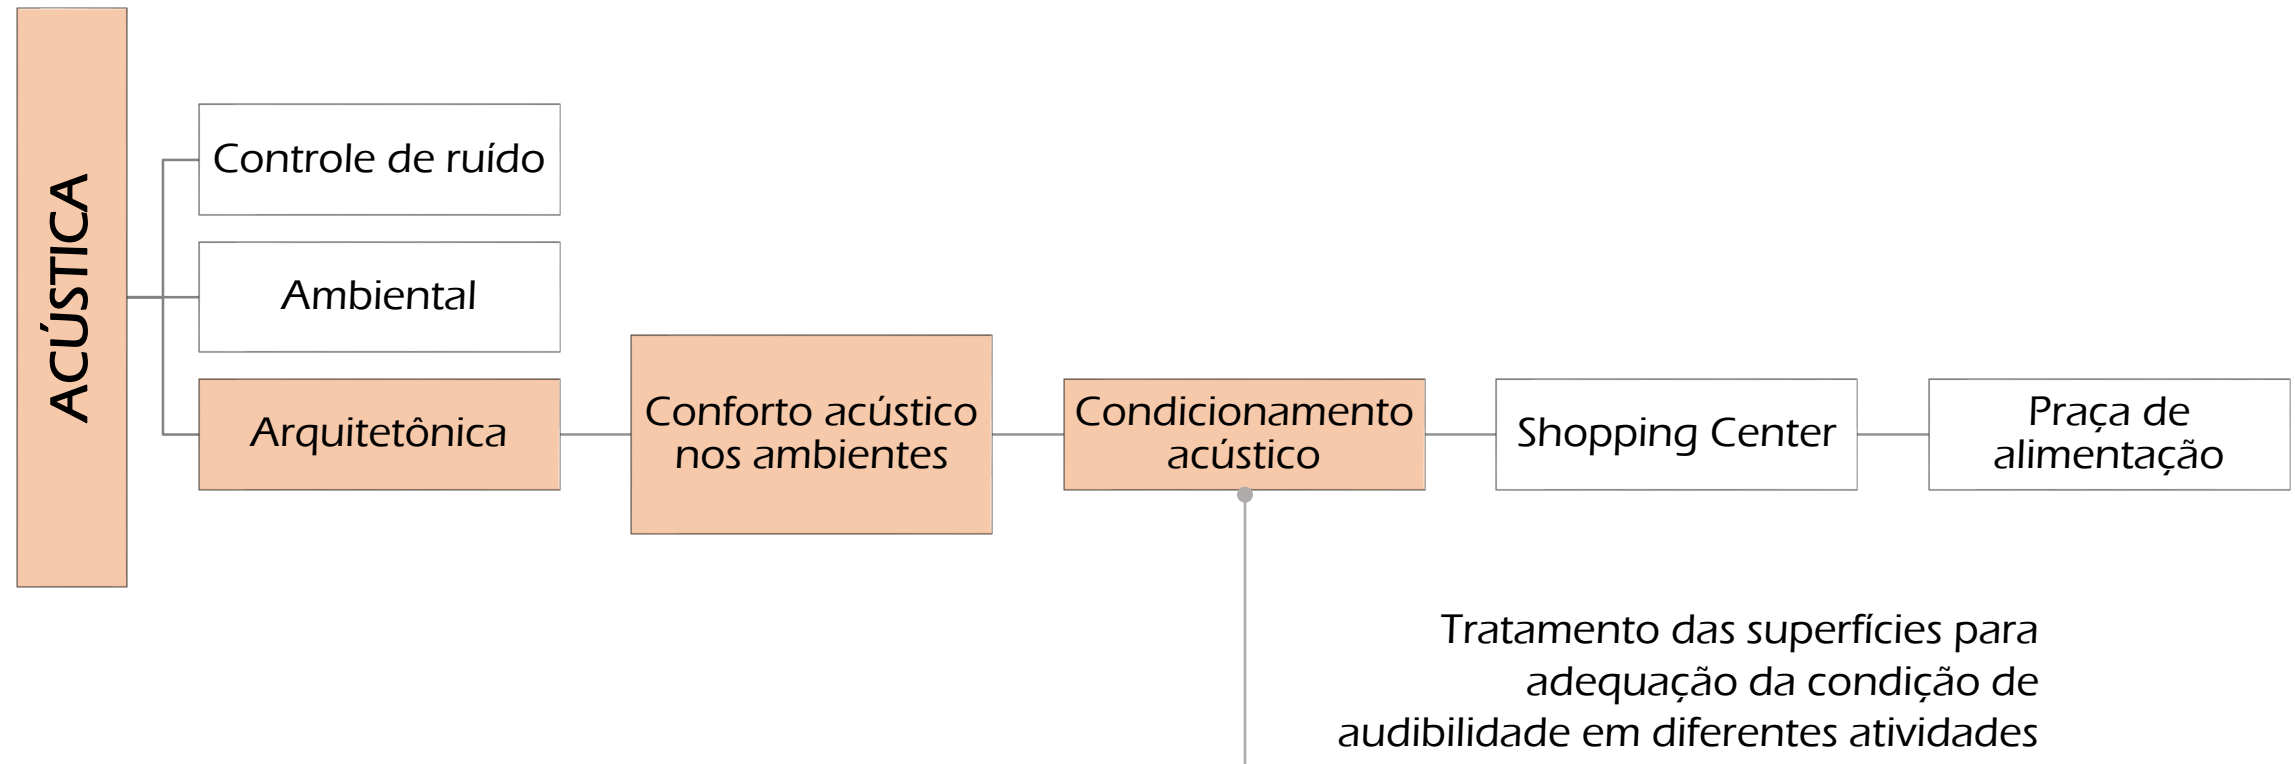 ACÚSTICA
Controle de ruído
Ambiental
Arquitetônica
Conforto acústico
nos ambientes
Condicionamento
acústico
Shopping Center
Praça de
alimentação
Tratamento das superfícies para
adequação da condição de
audibilidade em diferentes atividades